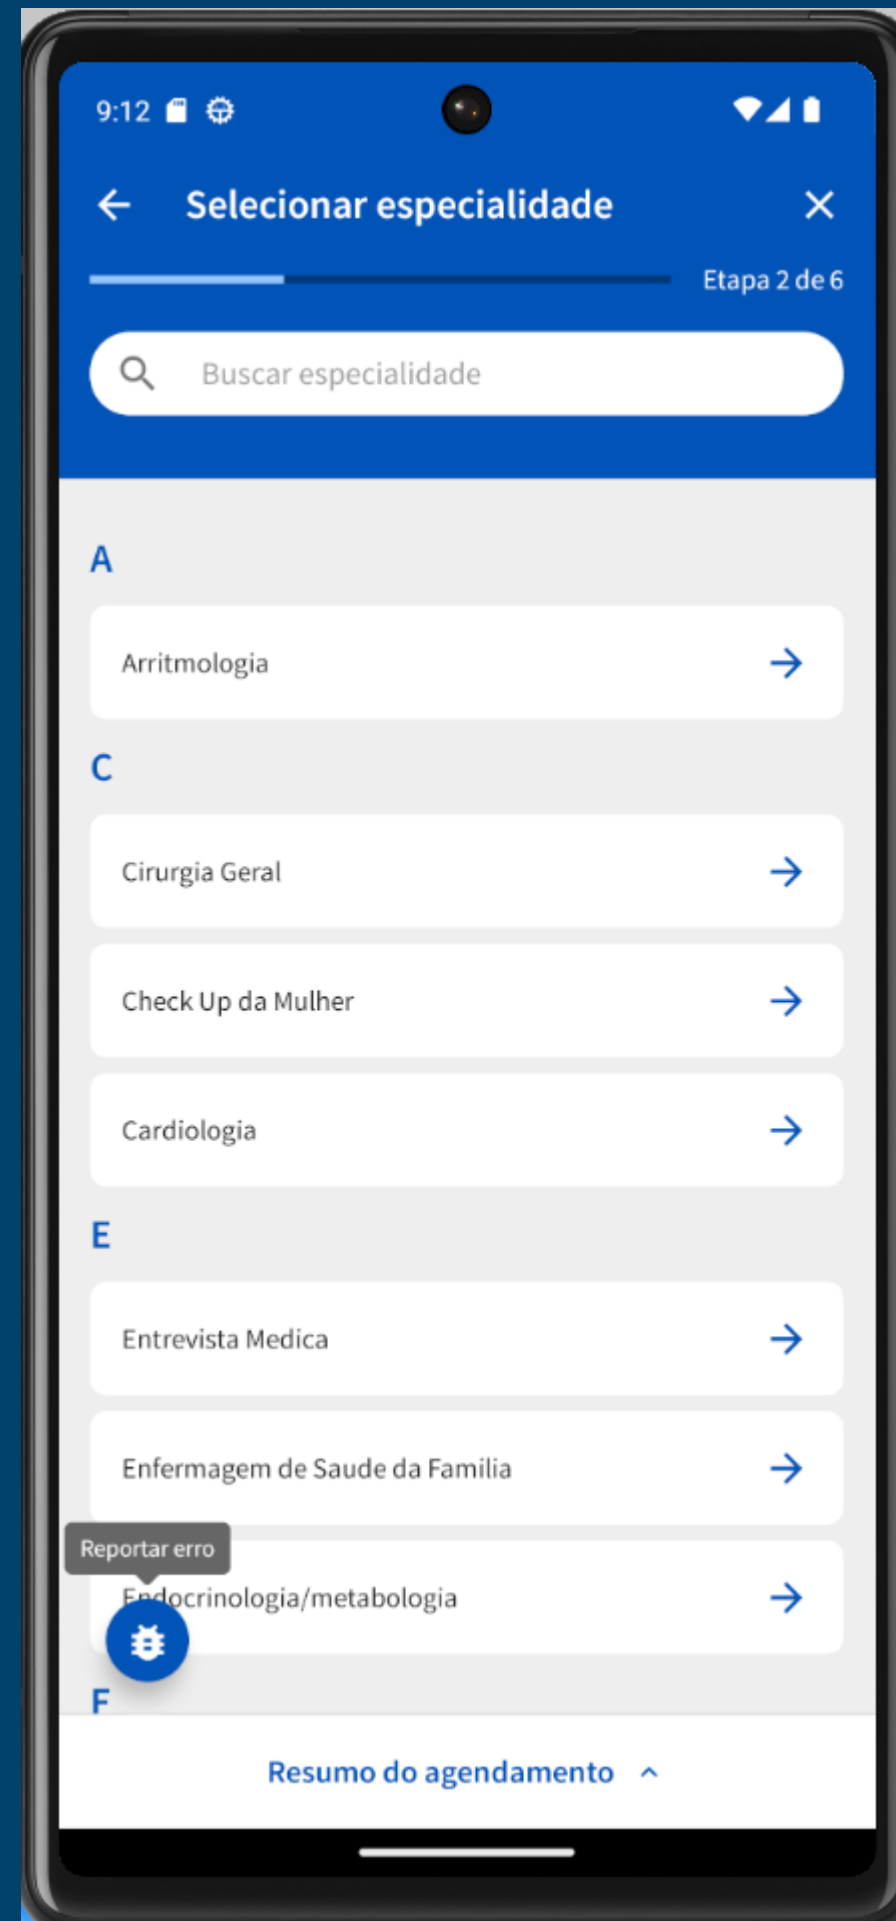 9:12
Selecionar especialidade
Etapa 2 de 6
Buscar especialidade
A
Arritmologia
C
Cirurgia Geral
Check Up da Mulher
Cardiologia
E
Entrevista Medica
Enfermagem de Saude da Familia
Reportar erro
Endocrinologia/metabologia
F
Resumo do agendamento